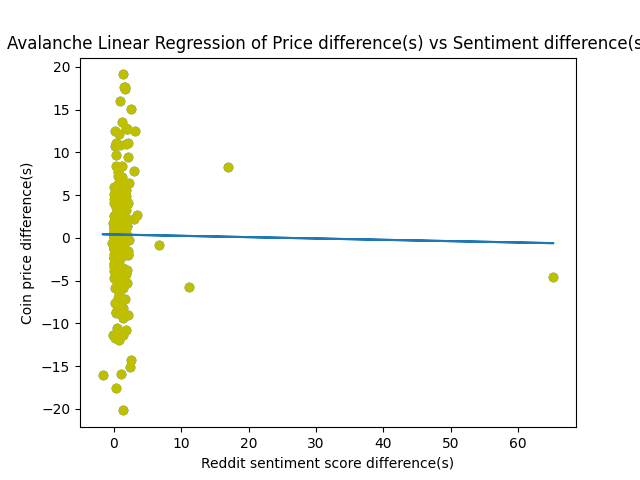 Avalanche Linear Regression of Price difference(s) vs Sentiment difference(s
20
15
10
5
0
−5
−10
−15
−20
Coin price difference(s)
0 10 20 30 40 50 60
Reddit sentiment score difference(s)